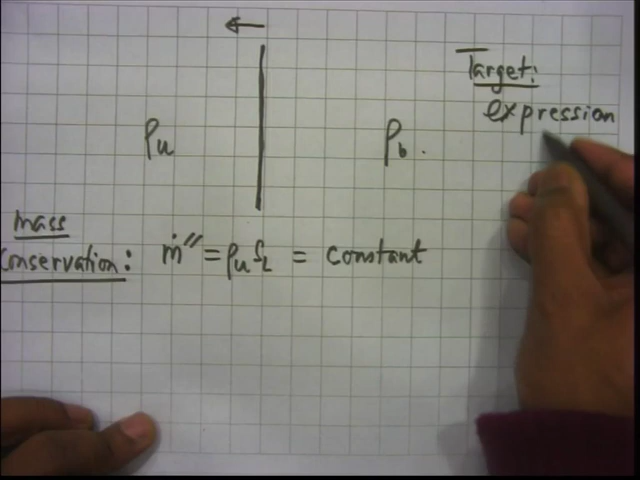 Target:
expression
ρu
ρb.
mass
conservation: ṁ″ = ρu SL = constant